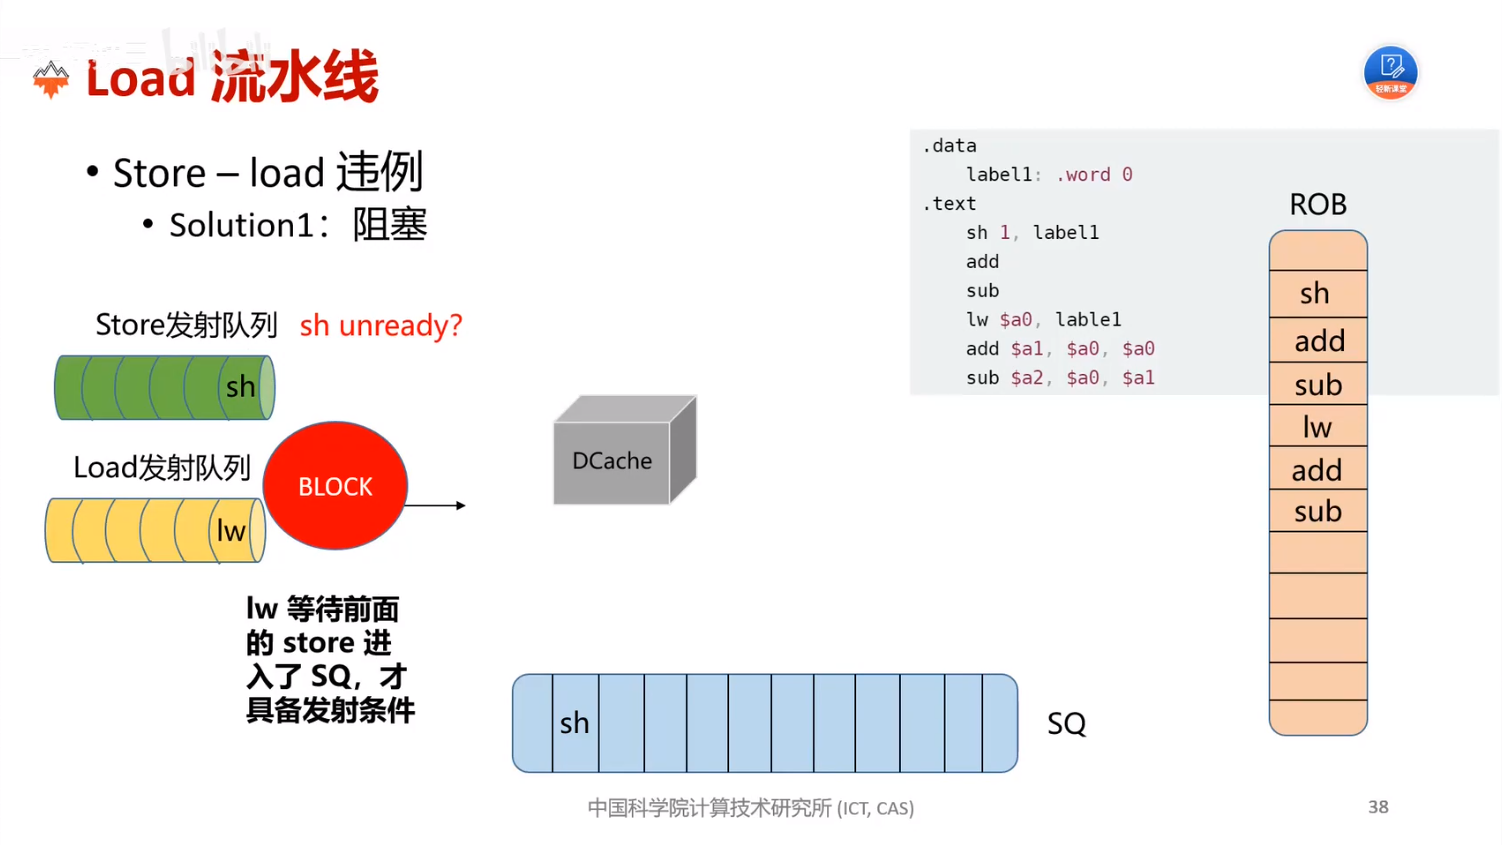 Load 流水线
轻新课堂
• Store – load 违例
• Solution1：阻塞
.data
label1: .word 0
.text
sh 1, label1
add
sub
lw $a0, lable1
add $a1, $a0, $a0
sub $a2, $a0, $a1
ROB
sh
add
sub
lw
add
sub
Store发射队列
sh unready?
sh
Load发射队列
lw
BLOCK
DCache
lw 等待前面
的 store 进
入了 SQ，才
具备发射条件
sh
SQ
中国科学院计算技术研究所 (ICT, CAS)
38